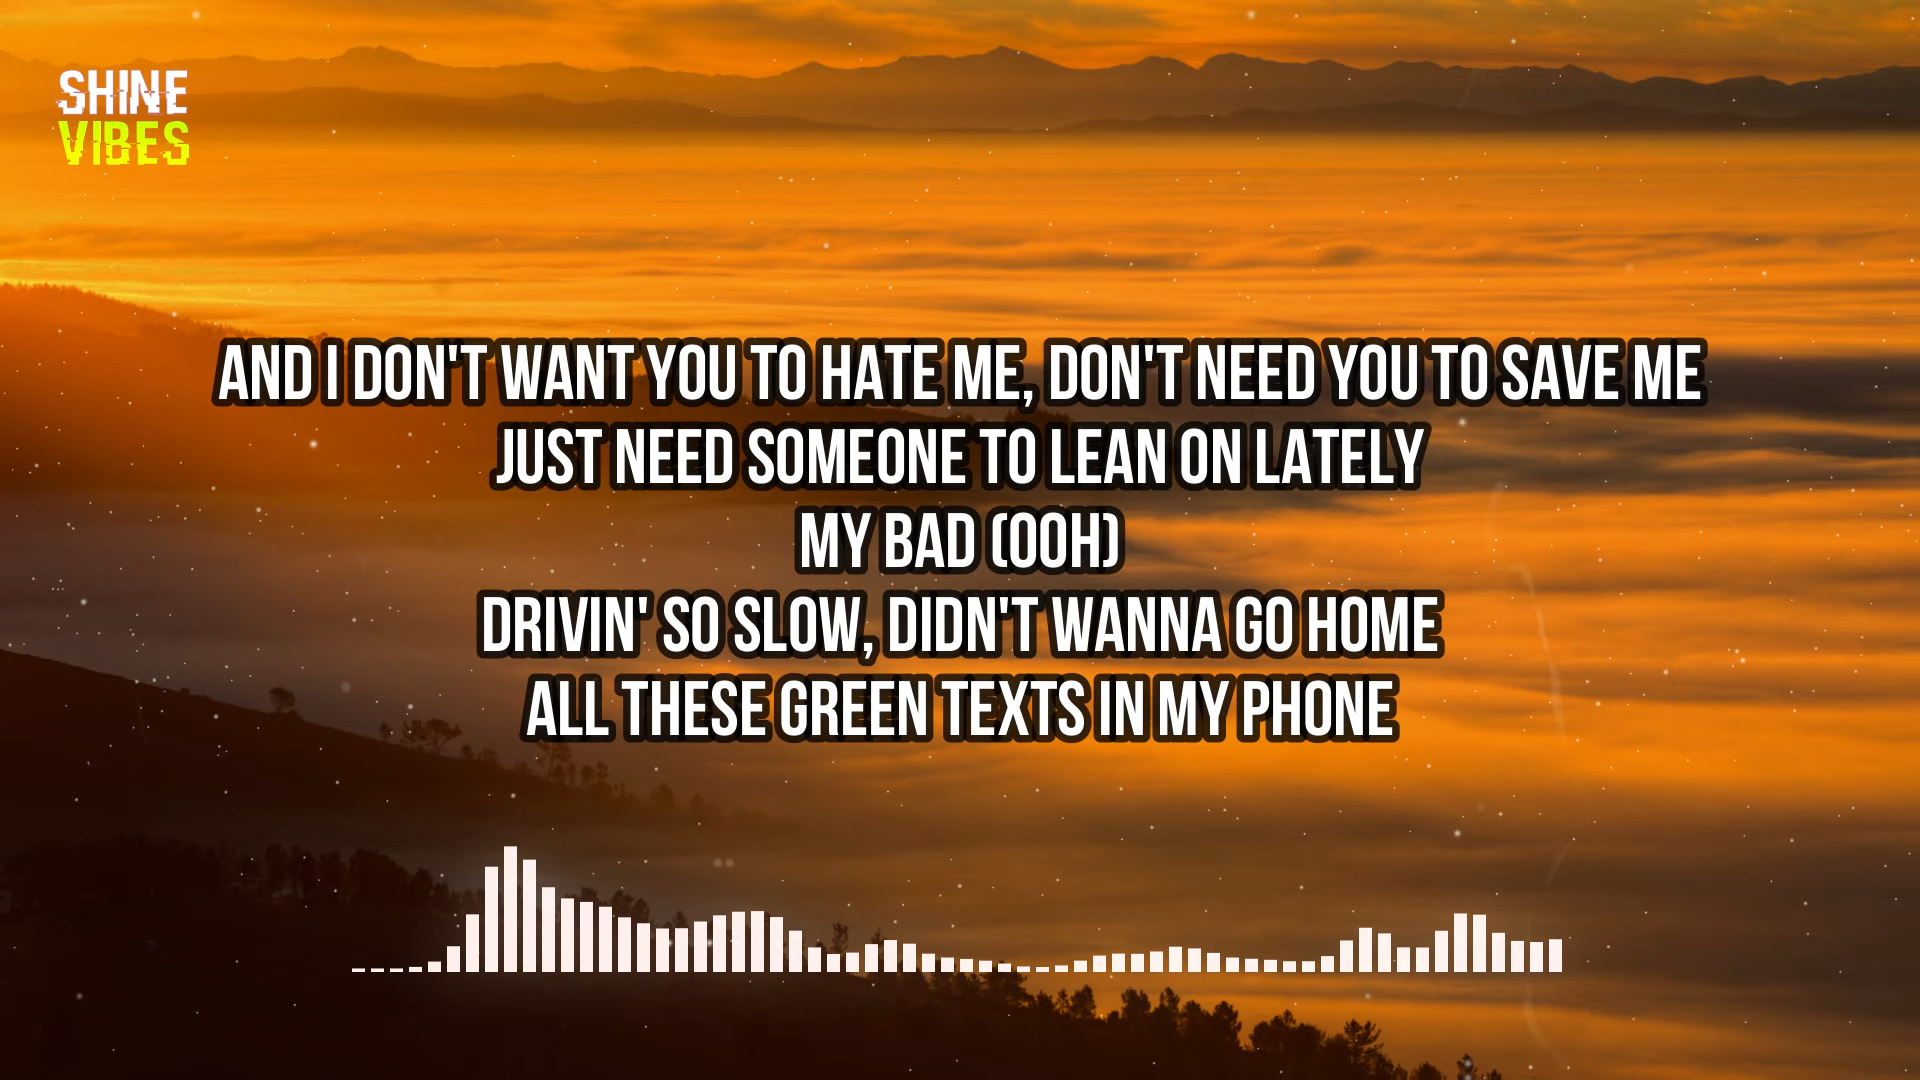 SHINE
VIBES
AND I DON'T WANT YOU TO HATE ME, DON'T NEED YOU TO SAVE ME
JUST NEED SOMEONE TO LEAN ON LATELY
MY BAD (OOH)
DRIVIN' SO SLOW, DIDN'T WANNA GO HOME
ALL THESE GREEN TEXTS IN MY PHONE